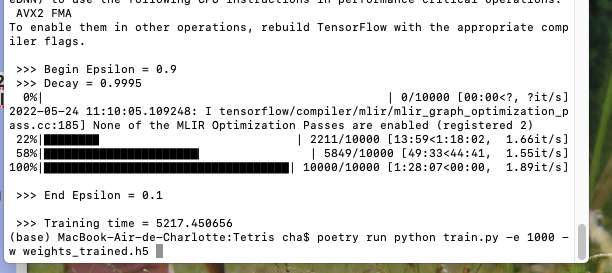 eDNN) to use the following CPU instructions in performance critical operations:
AVX2 FMA
To enable them in other operations, rebuild TensorFlow with the appropriate comp
iler flags.
>>> Begin Epsilon = 0.9
>>> Decay = 0.9995
0%| | 0/10000 [00:00<?, ?it/s]
2022-05-24 11:10:05.109248: I tensorflow/compiler/mlir/mlir_graph_optimization_p
ass.cc:185] None of the MLIR Optimization Passes are enabled (registered 2)
22%|███████ | 2211/10000 [13:59<1:18:02, 1.66it/s]
58%|████████████████████ | 5849/10000 [49:33<44:41, 1.55it/s]
100%|████████████████████████████████| 10000/10000 [1:28:07<00:00, 1.89it/s]
>>> End Epsilon = 0.1
>>> Training time = 5217.450656
(base) MacBook-Air-de-Charlotte:Tetris cha$ poetry run python train.py -e 1000 -
w weights_trained.h5